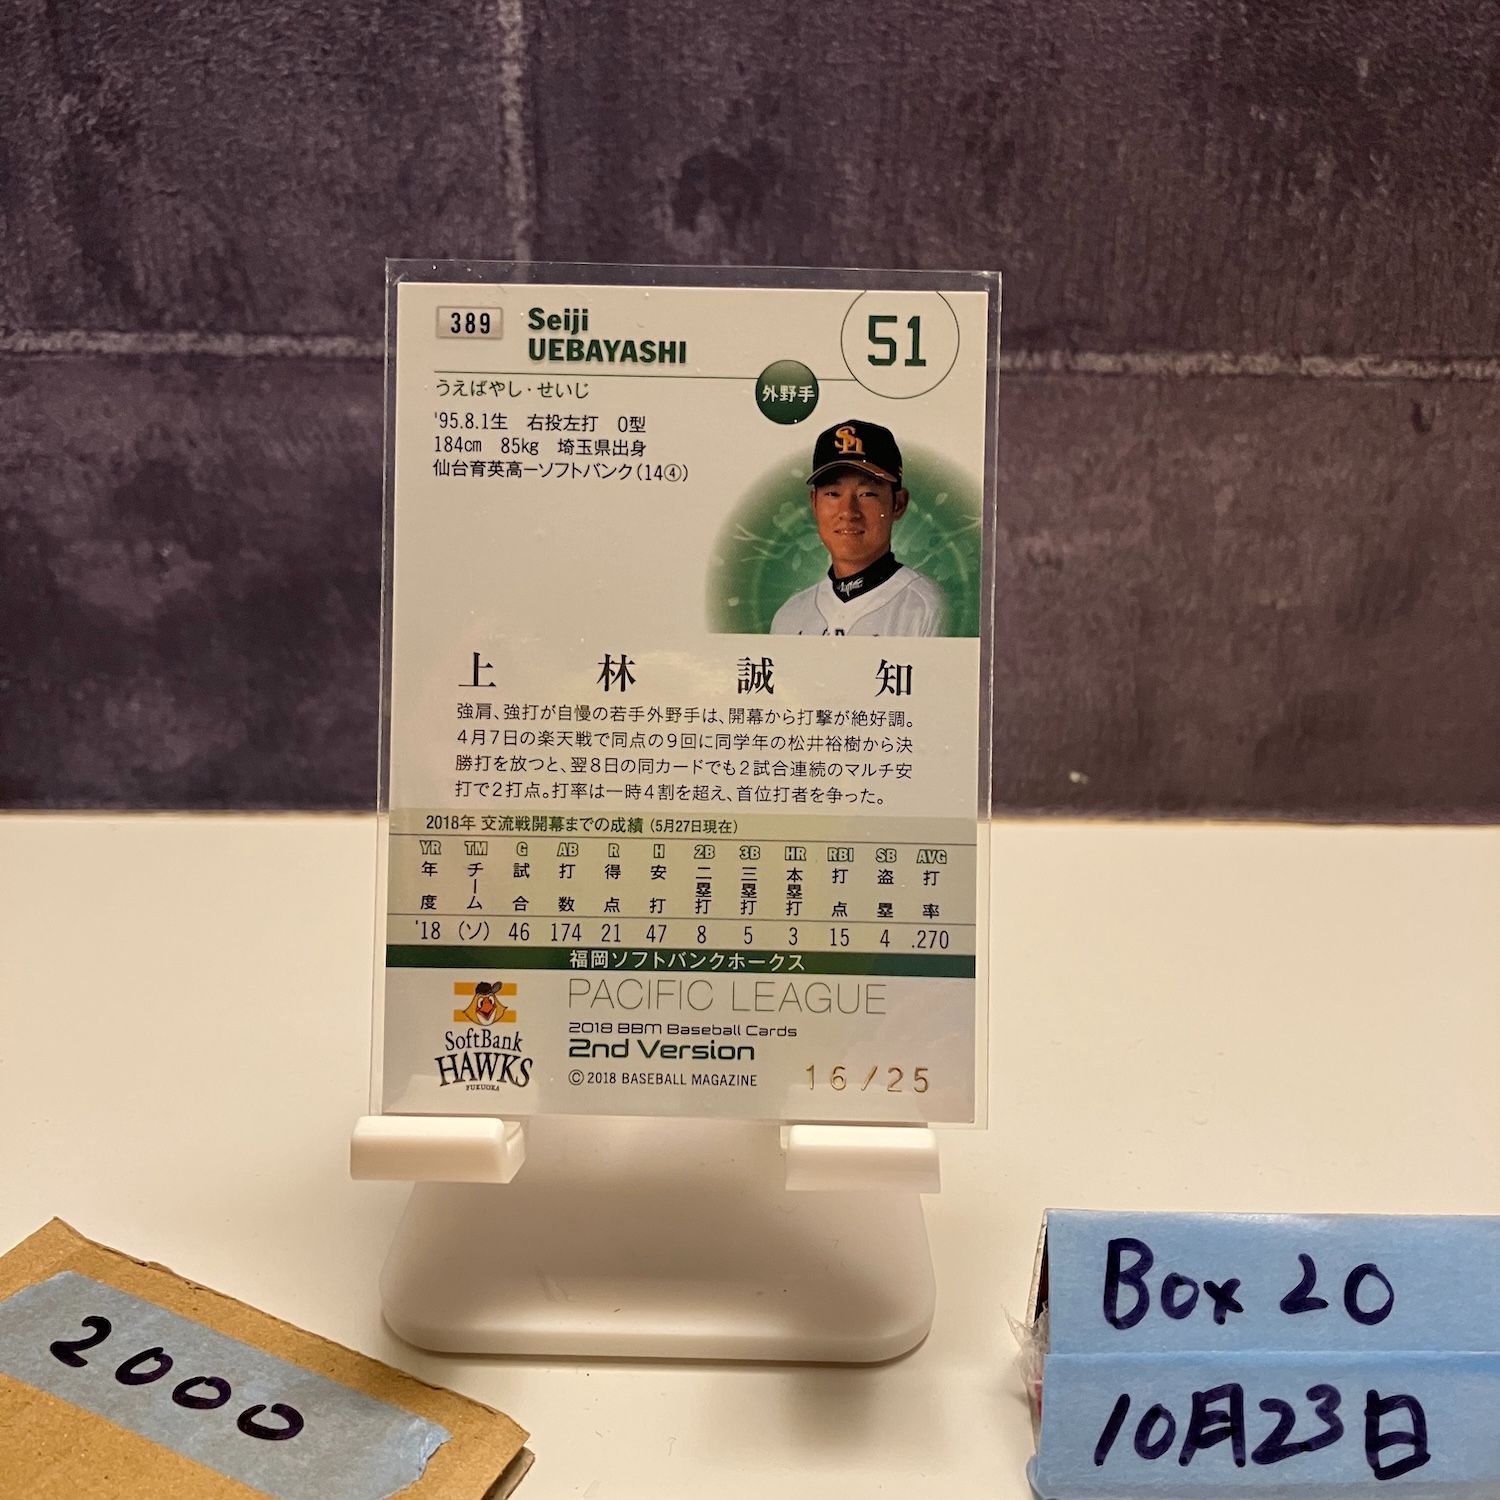 389
Seiji
UEBAYASHI
51
うえばやし・せいじ
外野手
'95.8.1生 右投左打 O型
184cm 85kg 埼玉県出身
仙台育英高ーソフトバンク(14④)
上林誠知
強肩、強打が自慢の若手外野手は、開幕から打撃が絶好調。
4月7日の楽天戦で同点の9回に同学年の松井裕樹から決
勝打を放つと、翌8日の同カードでも2試合連続のマルチ安
打で2打点。打率は一時4割を超え、首位打者を争った。
2018年 交流戦開幕までの成績 (5月27日現在)
YR TM G AB R H 2B 3B HR RBI SB AVG
年度 チーム 試合 打数 得点 安打 二塁打 三塁打 本塁打 打点 盗塁 打率
'18 (ソ) 46 174 21 47 8 5 3 15 4 .270
福岡ソフトバンクホークス
PACIFIC LEAGUE
2018 BBM Baseball Cards
2nd Version
© 2018 BASEBALL MAGAZINE
16/25
SoftBank
HAWKS
FUKUOKA
2000
Box 20
10月23日